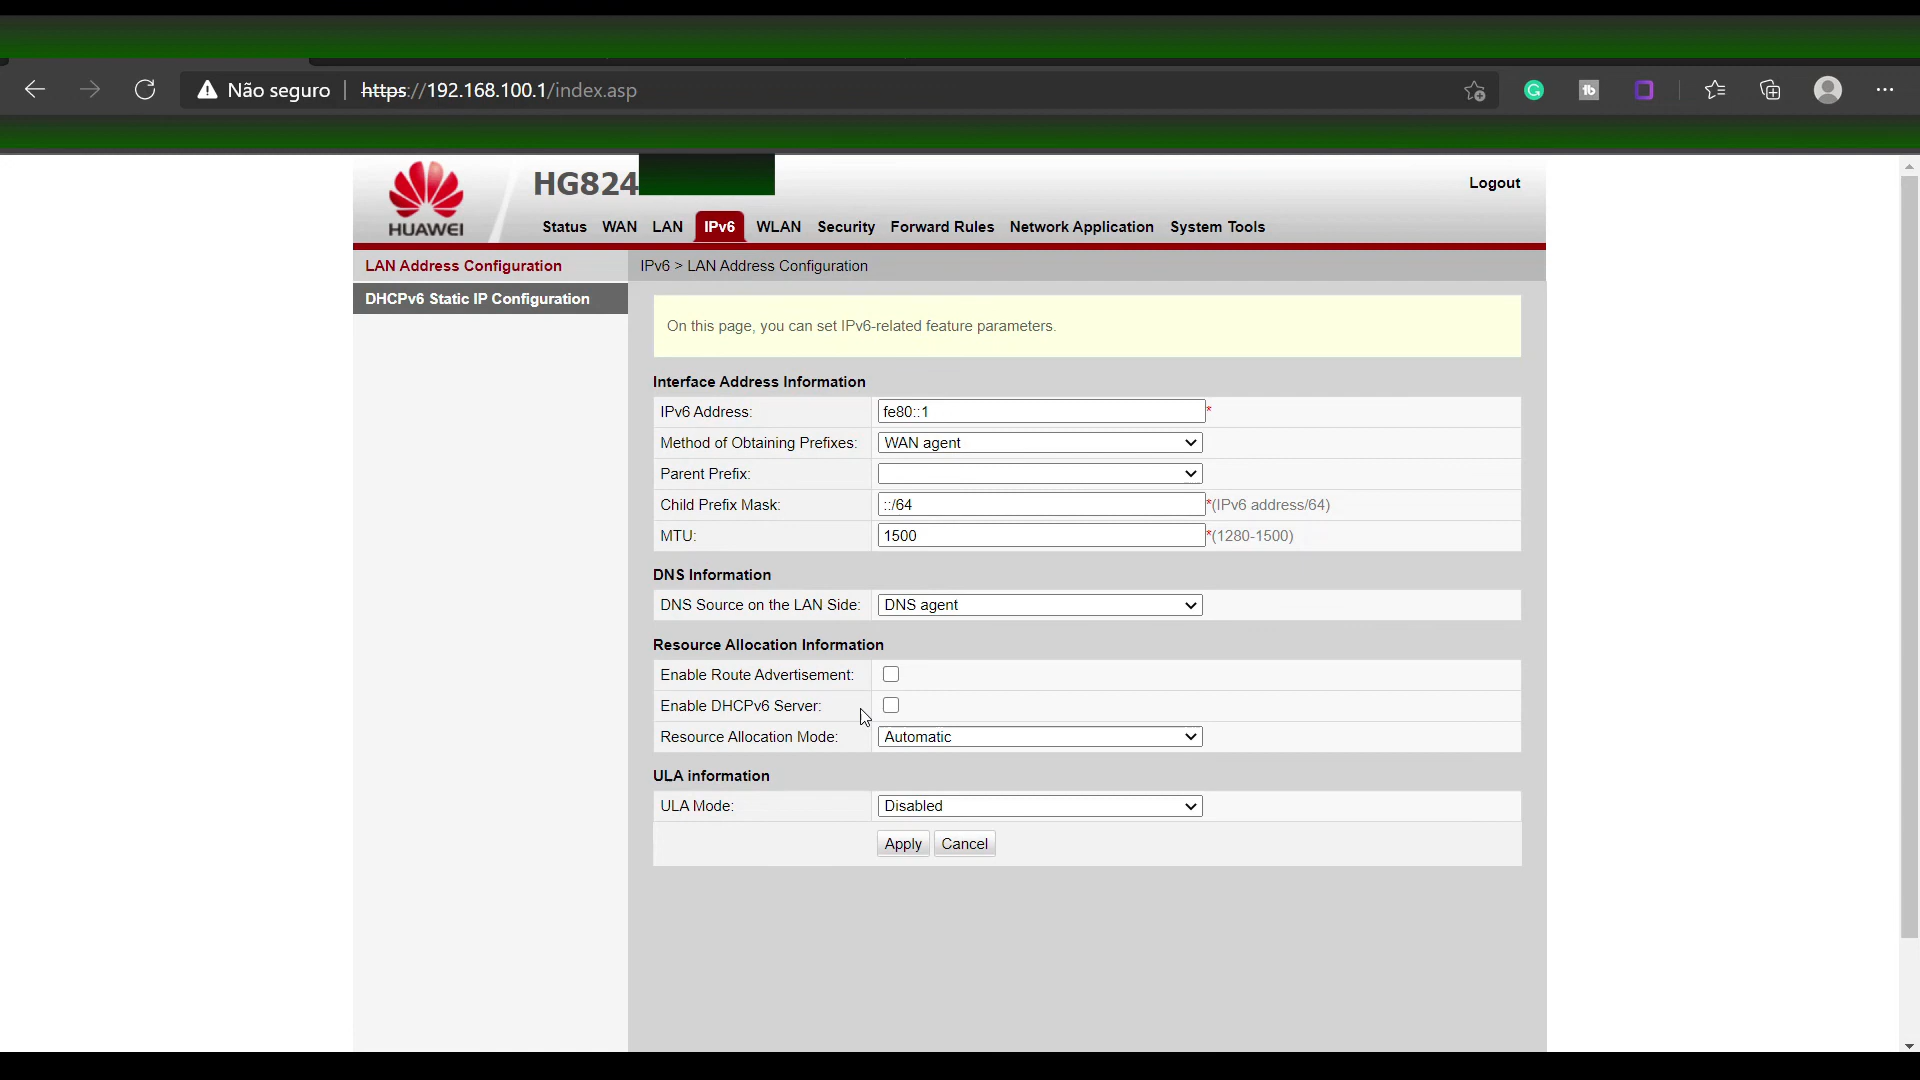 Não seguro | https://192.168.100.1/index.asp
HUAWEI
HG824
Logout
Status WAN LAN IPv6 WLAN Security Forward Rules Network Application System Tools
LAN Address Configuration
DHCPv6 Static IP Configuration
IPv6 > LAN Address Configuration
On this page, you can set IPv6-related feature parameters.
Interface Address Information
IPv6 Address: fe80::1 *
Method of Obtaining Prefixes: WAN agent
Parent Prefix:
Child Prefix Mask: ::/64 *(IPv6 address/64)
MTU: 1500 *(1280-1500)
DNS Information
DNS Source on the LAN Side: DNS agent
Resource Allocation Information
Enable Route Advertisement:
Enable DHCPv6 Server:
Resource Allocation Mode: Automatic
ULA information
ULA Mode: Disabled
Apply Cancel